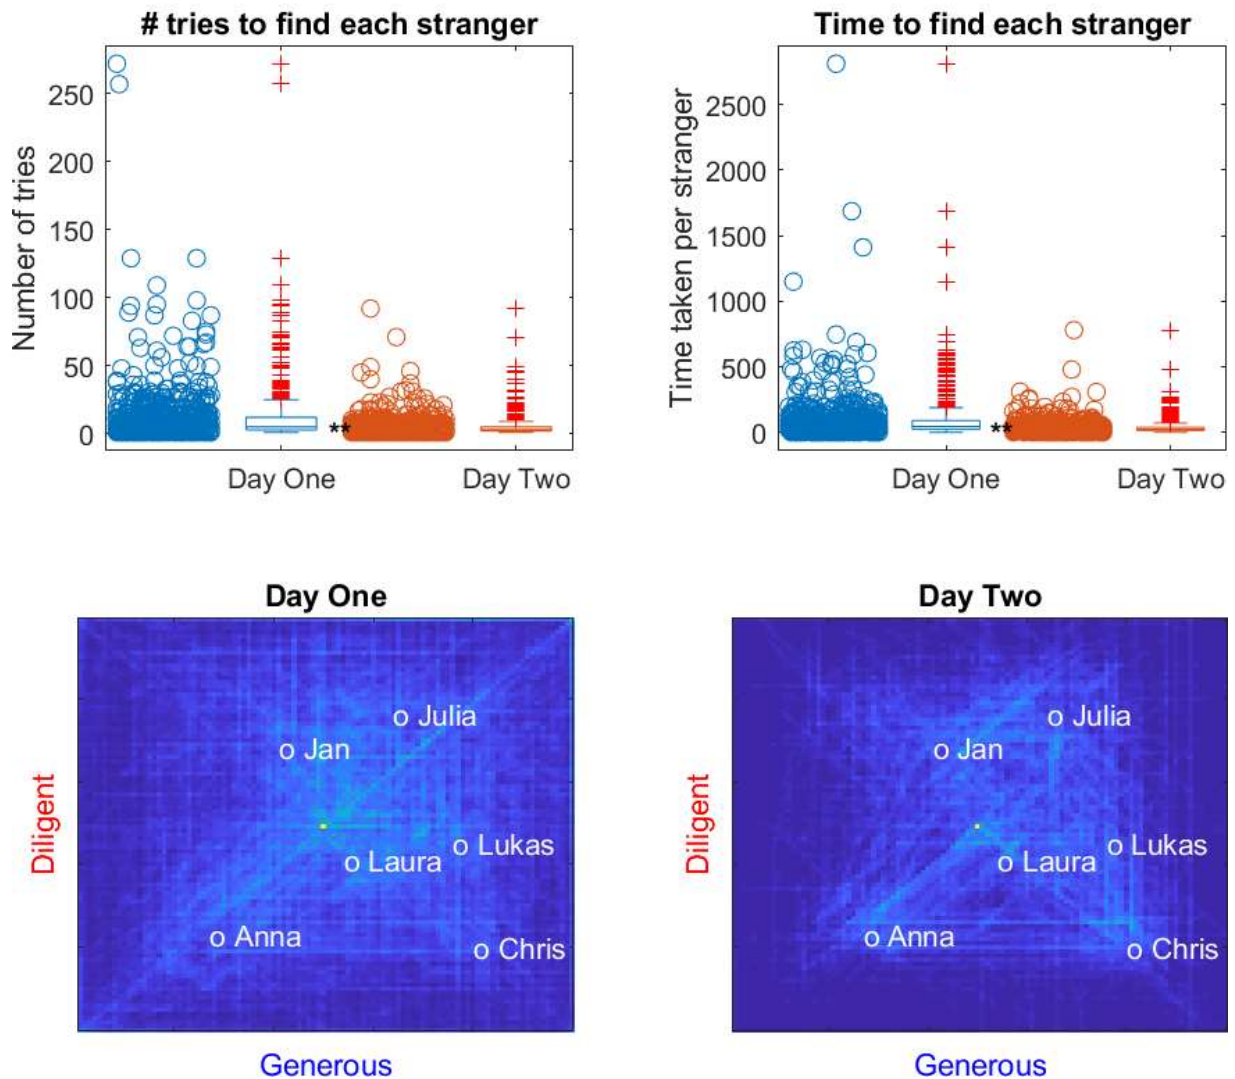 # tries to find each stranger
Number of tries
250
200
150
100
50
0
**
Day One
Day Two
Time to find each stranger
Time taken per stranger
2500
2000
1500
1000
500
0
**
Day One
Day Two
Day One
Diligent
o Julia
o Jan
o Lukas
o Laura
o Anna
o Chris
Generous
Day Two
Diligent
o Julia
o Jan
o Lukas
o Laura
o Anna
o Chris
Generous